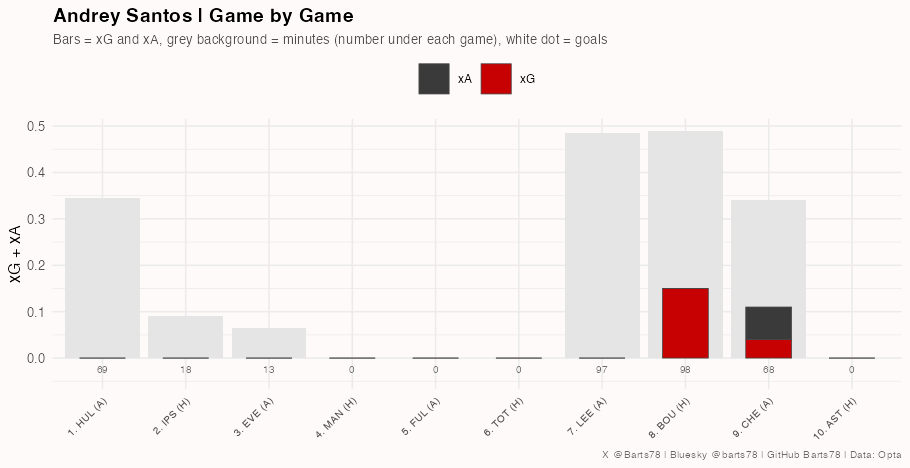 Andrey Santos | Game by Game
Bars = xG and xA, grey background = minutes (number under each game), white dot = goals
xA xG
xG + xA
0.5
0.4
0.3
0.2
0.1
0.0
69 18 13 0 0 0 97 98 68 0
1. HUL (A) 2. IPS (H) 3. EVE (A) 4. MAN (H) 5. FUL (A) 6. TOT (H) 7. LEE (A) 8. BOU (H) 9. CHE (A) 10. AST (H)
X @Barts78 | Bluesky @barts78 | GitHub Barts78 | Data: Opta